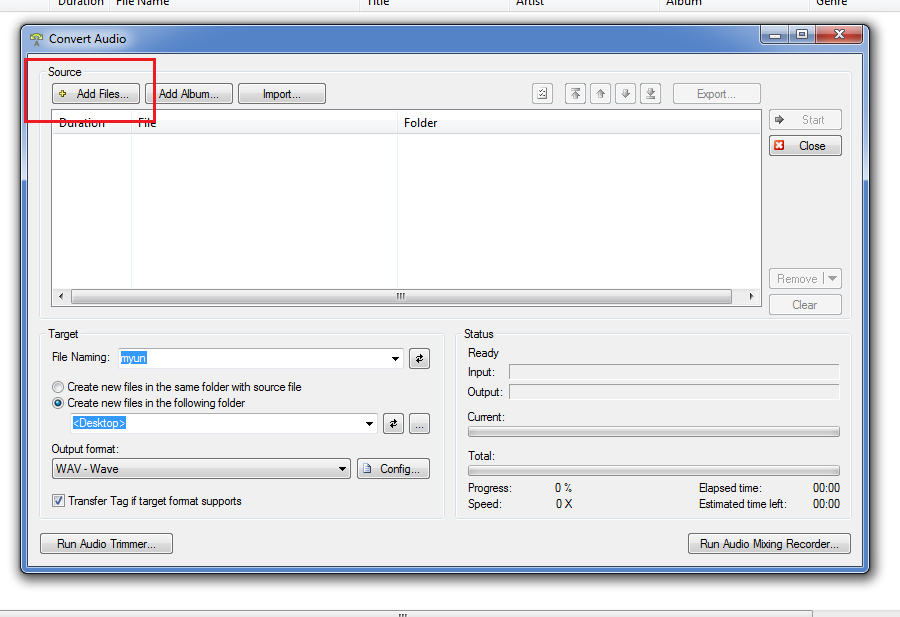 Duration File Name Title Artist Album Genre
Convert Audio
Source
Add Files... Add Album... Import... Export...
Duration File Folder
Start
Close
Remove
Clear
Target
File Naming: myun
Create new files in the same folder with source file
Create new files in the following folder
<Desktop>
...
Output format:
WAV - Wave Config...
Transfer Tag if target format supports
Status
Ready
Input:
Output:
Current:
Total:
Progress: 0 % Elapsed time: 00:00
Speed: 0 X Estimated time left: 00:00
Run Audio Trimmer... Run Audio Mixing Recorder...